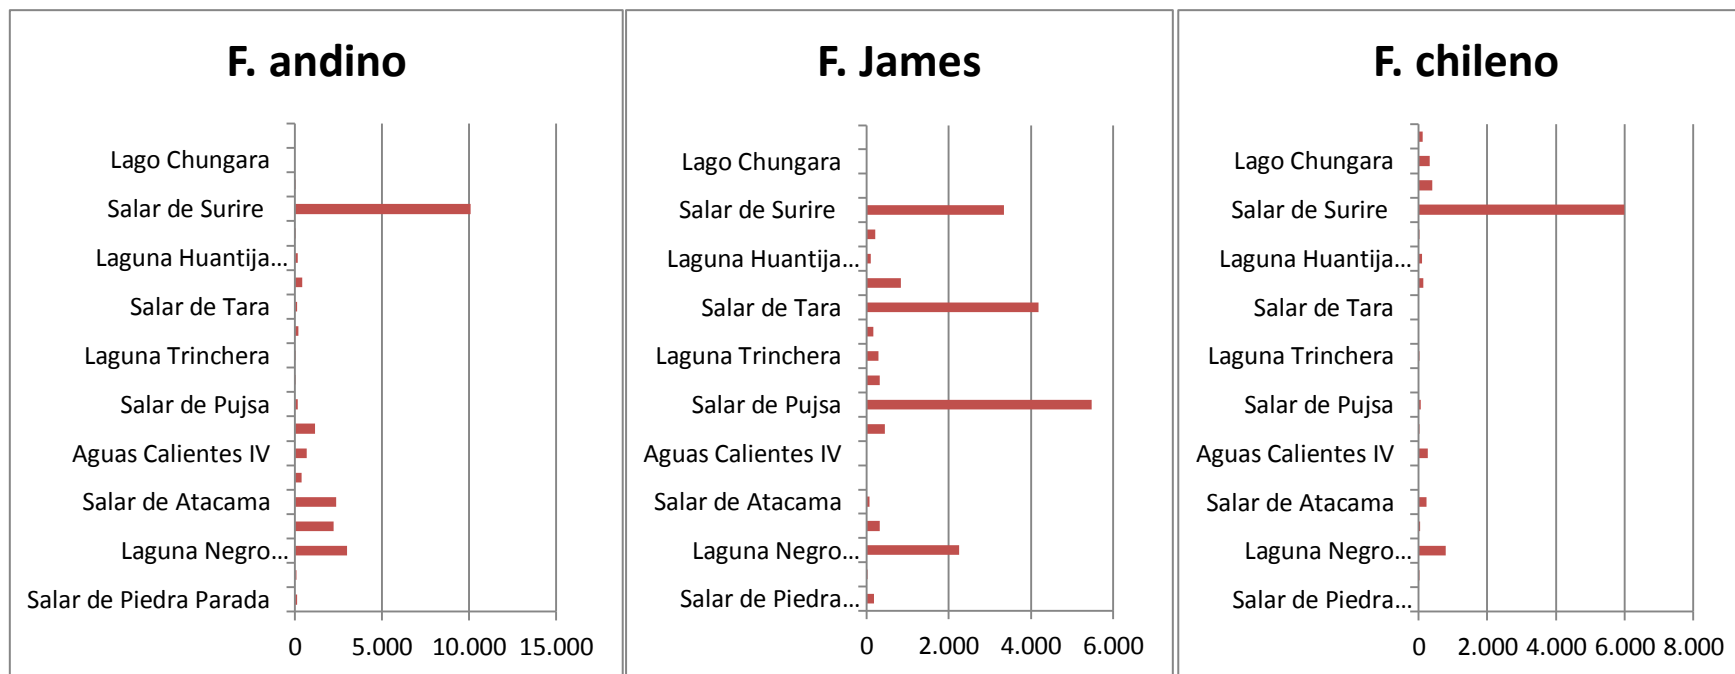 F. andino
Lago Chungara
Salar de Surire
Laguna Huantija...
Salar de Tara
Laguna Trinchera
Salar de Pujsa
Aguas Calientes IV
Salar de Atacama
Laguna Negro...
Salar de Piedra Parada
0 5.000 10.000 15.000
F. James
Lago Chungara
Salar de Surire
Laguna Huantija...
Salar de Tara
Laguna Trinchera
Salar de Pujsa
Aguas Calientes IV
Salar de Atacama
Laguna Negro...
Salar de Piedra...
0 2.000 4.000 6.000
F. chileno
Lago Chungara
Salar de Surire
Laguna Huantija...
Salar de Tara
Laguna Trinchera
Salar de Pujsa
Aguas Calientes IV
Salar de Atacama
Laguna Negro...
Salar de Piedra...
0 2.000 4.000 6.000 8.000